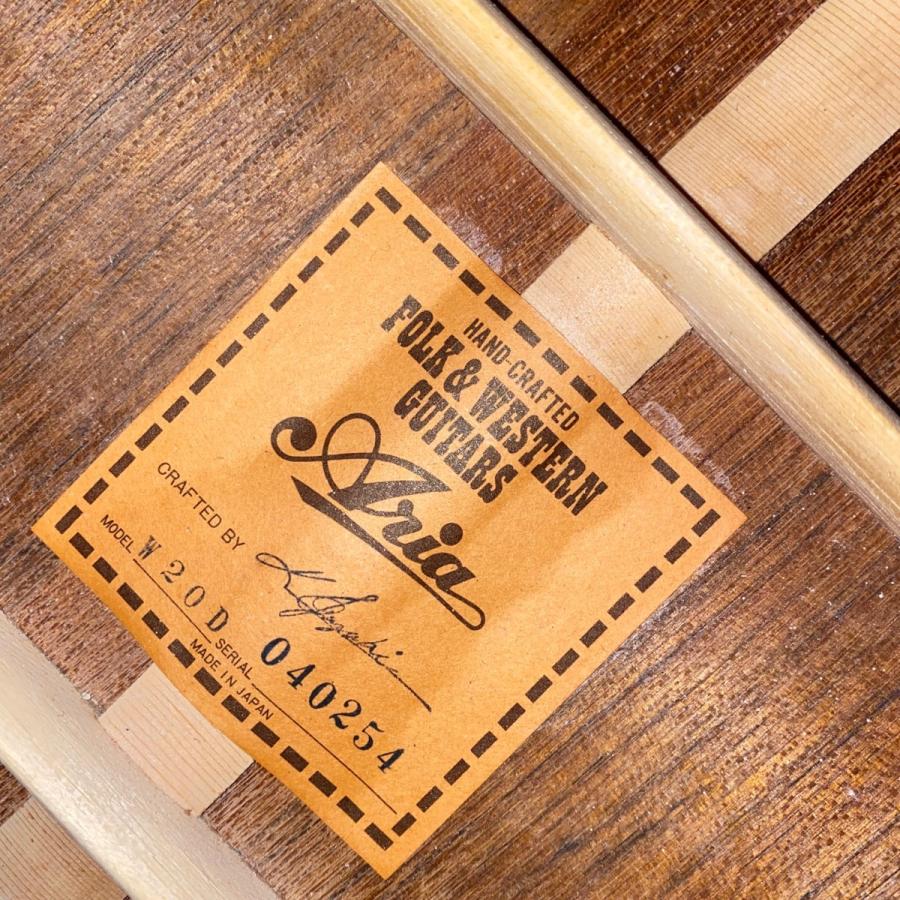 HAND-CRAFTED
FOLK & WESTERN
GUITARS
Aria
CRAFTED BY
MODEL W20D SERIAL 040254
MADE IN JAPAN